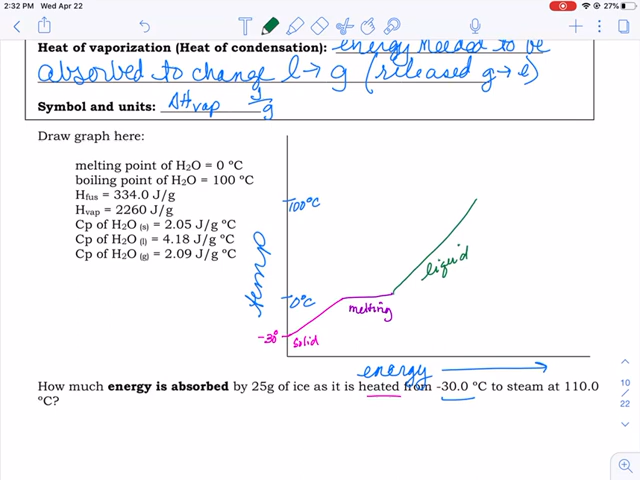 2:32 PM Wed Apr 22
27%
Heat of vaporization (Heat of condensation): energy needed to be
absorbed to change l → g (released g → l)
Symbol and units: ΔHvap J/g
Draw graph here:
melting point of H2O = 0 ºC
boiling point of H2O = 100 ºC
Hfus = 334.0 J/g
Hvap = 2260 J/g
Cp of H2O (s) = 2.05 J/g ºC
Cp of H2O (l) = 4.18 J/g ºC
Cp of H2O (g) = 2.09 J/g ºC
temp
100°C
0°C
-30°
solid
melting
liquid
energy
How much energy is absorbed by 25g of ice as it is heated from -30.0 ºC to steam at 110.0
ºC?
10
/
22